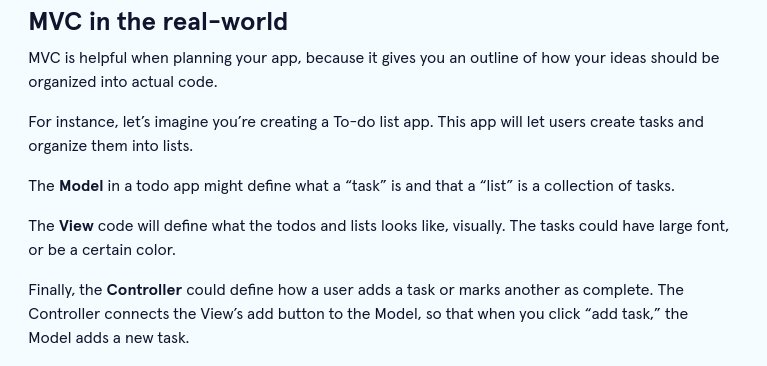 MVC in the real-world
MVC is helpful when planning your app, because it gives you an outline of how your ideas should be
organized into actual code.
For instance, let’s imagine you’re creating a To-do list app. This app will let users create tasks and
organize them into lists.
The Model in a todo app might define what a “task” is and that a “list” is a collection of tasks.
The View code will define what the todos and lists looks like, visually. The tasks could have large font,
or be a certain color.
Finally, the Controller could define how a user adds a task or marks another as complete. The
Controller connects the View’s add button to the Model, so that when you click “add task,” the
Model adds a new task.